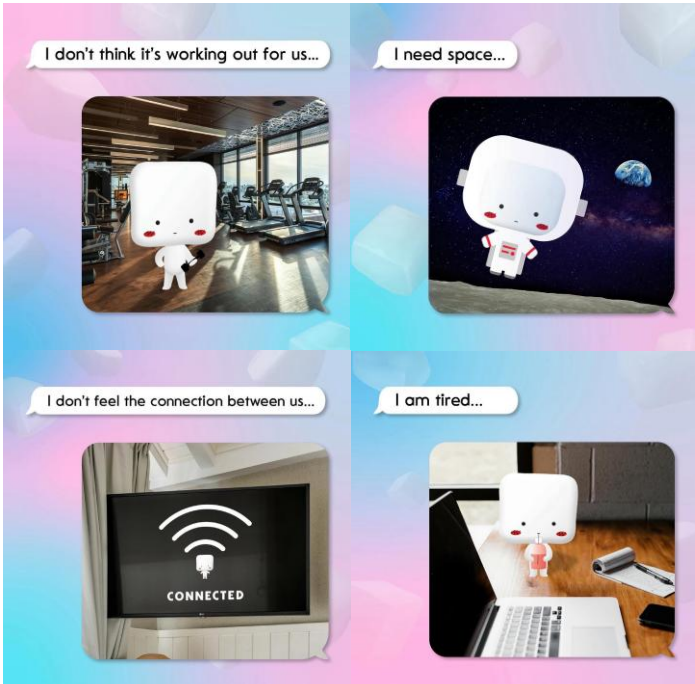 I don't think it's working out for us...
I need space...
I don't feel the connection between us...
CONNECTED
I am tired...